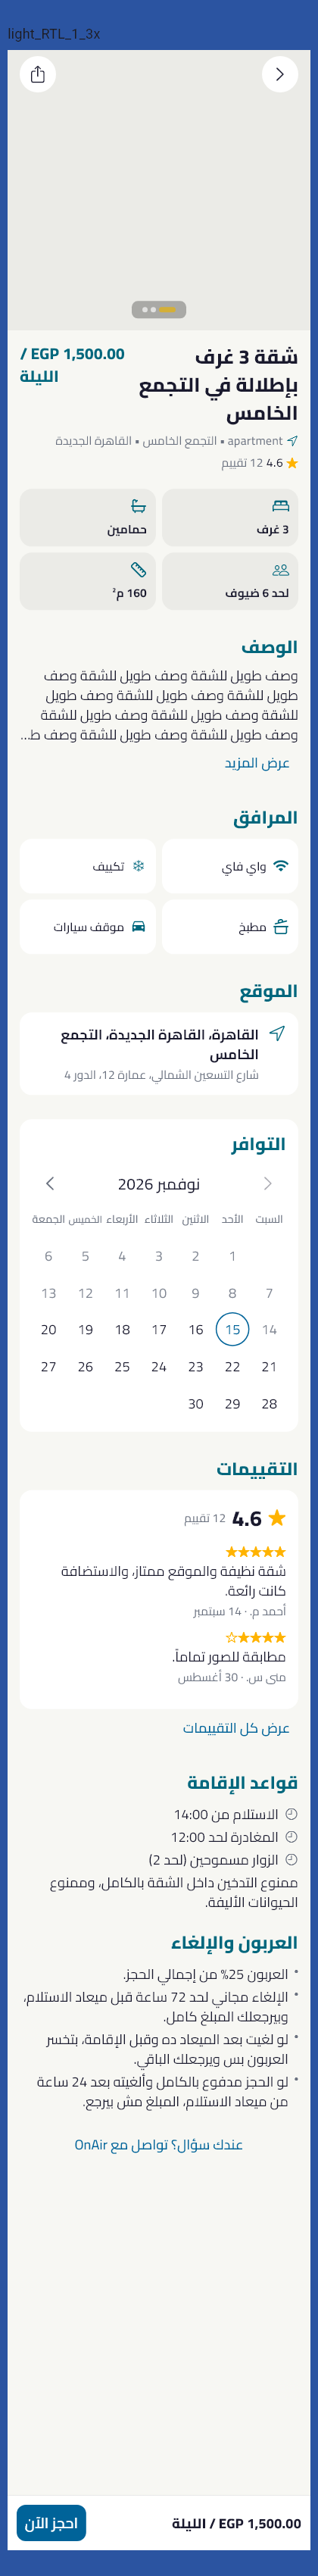 light_RTL_1_3x
شقة 3 غرف
بإطلالة في التجمع
الخامس
EGP 1,500.00 /
الليلة
apartment • التجمع الخامس • القاهرة الجديدة
4.6 12 تقييم
3 غرف
حمامين
لحد 6 ضيوف
160 م²
الوصف
وصف طويل للشقة وصف طويل للشقة وصف
طويل للشقة وصف طويل للشقة وصف طويل
للشقة وصف طويل للشقة وصف طويل للشقة
وصف طويل للشقة وصف طويل للشقة وصف ط...
عرض المزيد
المرافق
واي فاي
تكييف
مطبخ
موقف سيارات
الموقع
القاهرة، القاهرة الجديدة، التجمع
الخامس
شارع التسعين الشمالي، عمارة 12، الدور 4
التوافر
نوفمبر 2026
السبت الأحد الاثنين الثلاثاء الأربعاء الخميس الجمعة
1 2 3 4 5 6
7 8 9 10 11 12 13
14 15 16 17 18 19 20
21 22 23 24 25 26 27
28 29 30
التقييمات
4.6 12 تقييم
شقة نظيفة والموقع ممتاز، والاستضافة
كانت رائعة.
أحمد م. · 14 سبتمبر
مطابقة للصور تماماً.
منى س. · 30 أغسطس
عرض كل التقييمات
قواعد الإقامة
الاستلام من 14:00
المغادرة لحد 12:00
الزوار مسموحين (لحد 2)
ممنوع التدخين داخل الشقة بالكامل، وممنوع
الحيوانات الأليفة.
العربون والإلغاء
• العربون 25% من إجمالي الحجز.
• الإلغاء مجاني لحد 72 ساعة قبل ميعاد الاستلام،
وبيرجعلك المبلغ كامل.
• لو لغيت بعد الميعاد ده وقبل الإقامة، بتخسر
العربون بس ويرجعلك الباقي.
• لو الحجز مدفوع بالكامل وألغيته بعد 24 ساعة
من ميعاد الاستلام، المبلغ مش بيرجع.
عندك سؤال؟ تواصل مع OnAir
EGP 1,500.00 / الليلة
احجز الآن